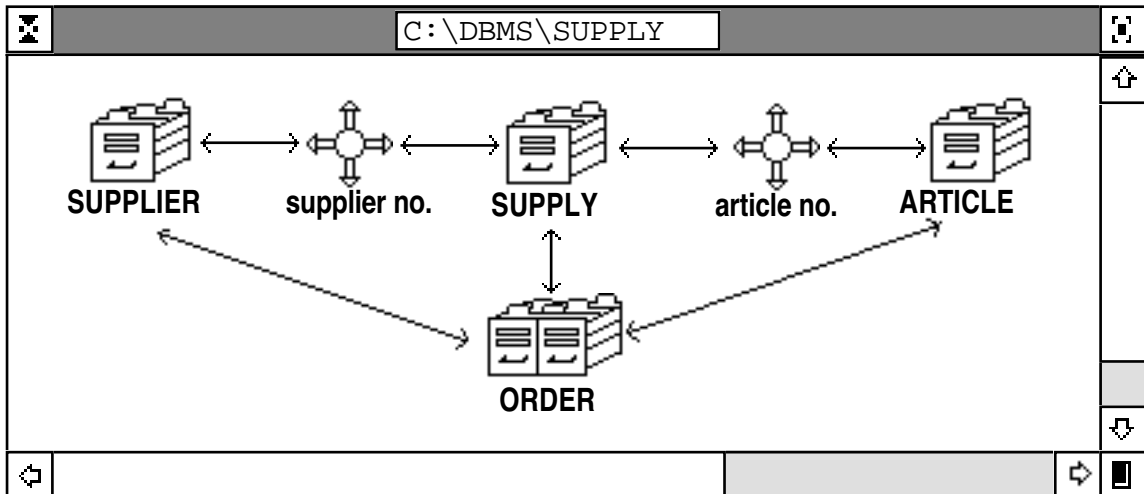 C:\DBMS\SUPPLY
SUPPLIER supplier no. SUPPLY article no. ARTICLE
ORDER